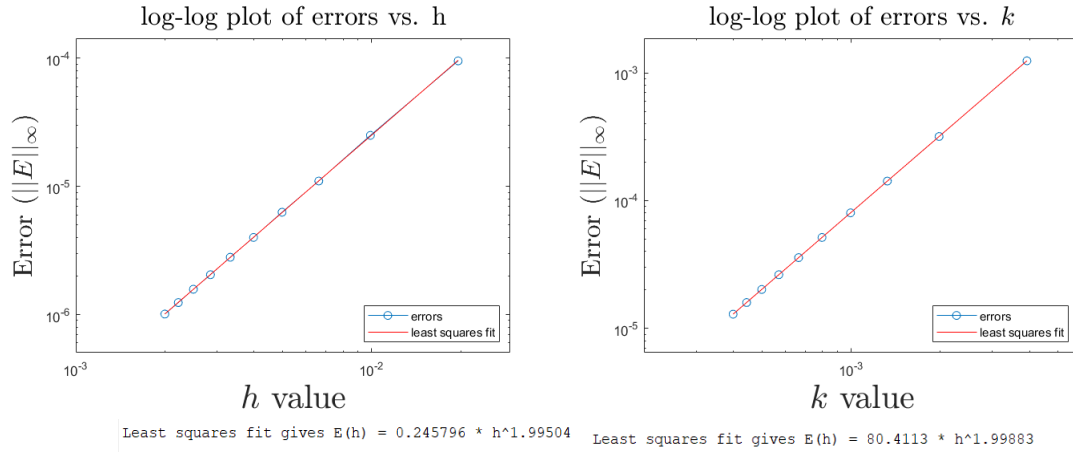 log-log plot of errors vs. h
Error (||E||∞)
10^-4
10^-5
10^-6
errors
least squares fit
10^-3
10^-2
h value
Least squares fit gives E(h) = 0.245796 * h^1.99504
log-log plot of errors vs. k
Error (||E||∞)
10^-3
10^-4
10^-5
errors
least squares fit
10^-3
k value
Least squares fit gives E(h) = 80.4113 * h^1.99883